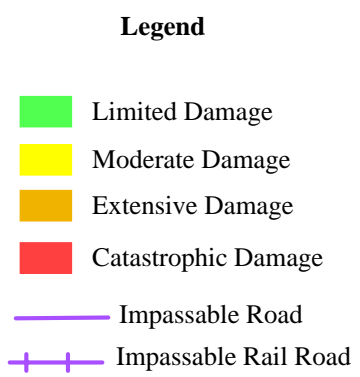 Legend
Limited Damage
Moderate Damage
Extensive Damage
Catastrophic Damage
Impassable Road
Impassable Rail Road